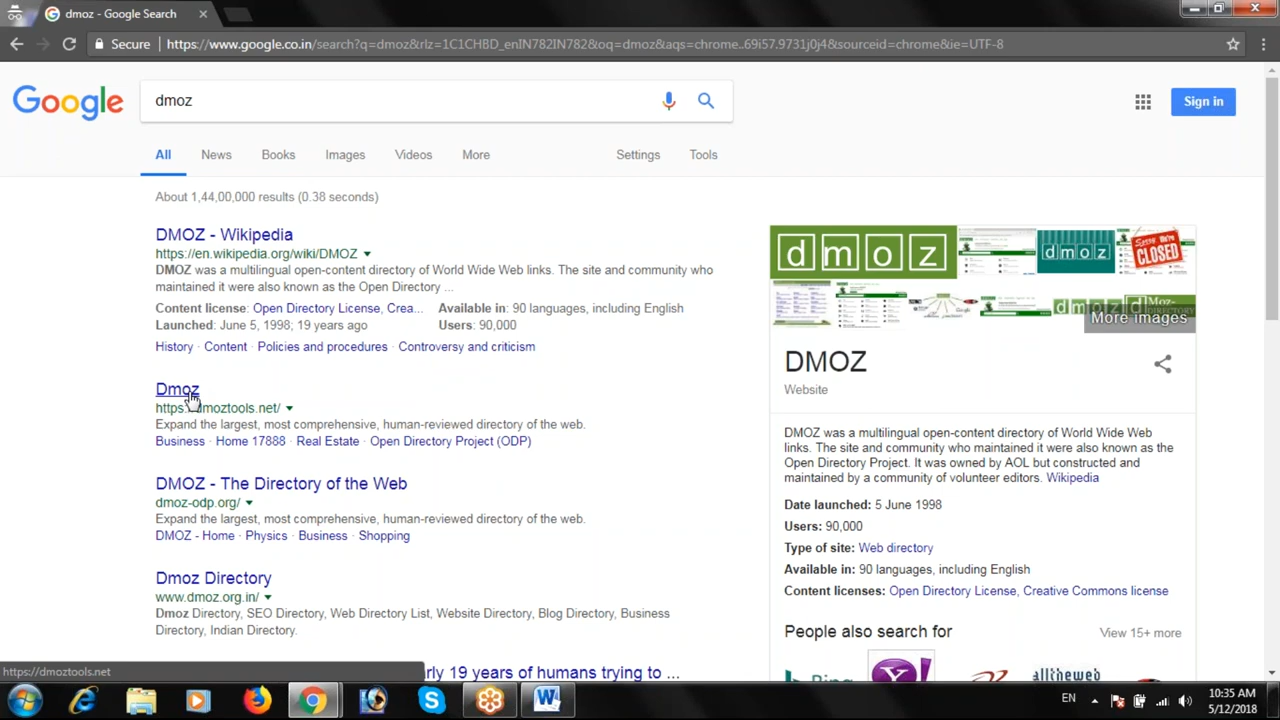 dmoz - Google Search
Secure https://www.google.co.in/search?q=dmoz&rlz=1C1CHBD_enIN782IN782&oq=dmoz&aqs=chrome..69i57.9731j0j4&sourceid=chrome&ie=UTF-8
Google
dmoz
Sign in
All News Books Images Videos More Settings Tools
About 1,44,00,000 results (0.38 seconds)
DMOZ - Wikipedia
https://en.wikipedia.org/wiki/DMOZ
DMOZ was a multilingual open-content directory of World Wide Web links. The site and community who
maintained it were also known as the Open Directory ...
Content license: Open Directory License, Crea... Available in: 90 languages, including English
Launched: June 5, 1998; 19 years ago Users: 90,000
History · Content · Policies and procedures · Controversy and criticism
Dmoz
https://dmoztools.net/
Expand the largest, most comprehensive, human-reviewed directory of the web.
Business · Home 17888 · Real Estate · Open Directory Project (ODP)
DMOZ - The Directory of the Web
dmoz-odp.org/
Expand the largest, most comprehensive, human-reviewed directory of the web.
DMOZ - Home · Physics · Business · Shopping
Dmoz Directory
www.dmoz.org.in/
Dmoz Directory, SEO Directory, Web Directory List, Website Directory, Blog Directory, Business
Directory, Indian Directory.
rly 19 years of humans trying to ...
https://dmoztools.net
dmoz
dmoz
CLOSED
More images
DMOZ
Website
DMOZ was a multilingual open-content directory of World Wide Web
links. The site and community who maintained it were also known as the
Open Directory Project. It was owned by AOL but constructed and
maintained by a community of volunteer editors. Wikipedia
Date launched: 5 June 1998
Users: 90,000
Type of site: Web directory
Available in: 90 languages, including English
Content licenses: Open Directory License, Creative Commons license
People also search for View 15+ more
Bing
alltheweb
EN
10:35 AM
5/12/2018